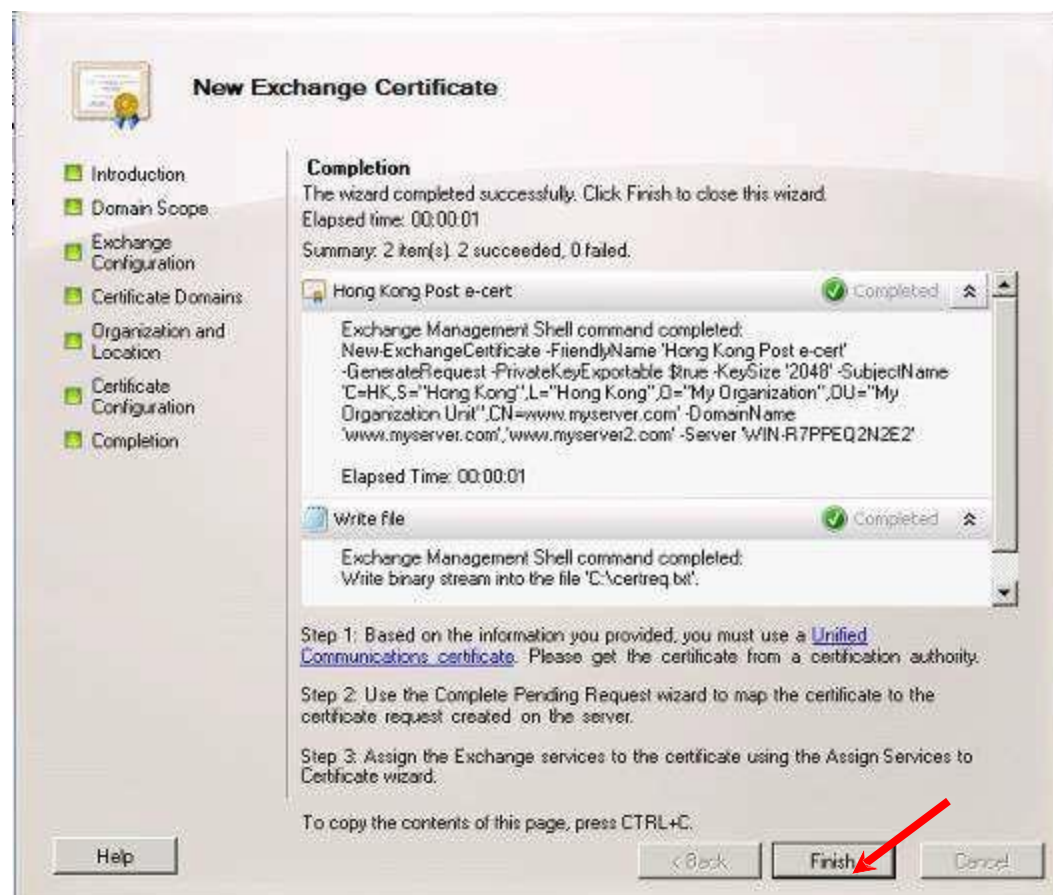 New Exchange Certificate
Introduction
Domain Scope
Exchange
Configuration
Certificate Domains
Organization and
Location
Certificate
Configuration
Completion
Completion
The wizard completed successfully. Click Finish to close this wizard.
Elapsed time: 00:00:01
Summary: 2 item(s). 2 succeeded, 0 failed.
Hong Kong Post e-cert
Completed
Exchange Management Shell command completed:
New-ExchangeCertificate -FriendlyName 'Hong Kong Post e-cert'
-GenerateRequest -PrivateKeyExportable $true -KeySize '2048' -SubjectName
'C=HK,S="Hong Kong",L="Hong Kong",O="My Organization",OU="My
Organization Unit",CN=www.myserver.com' -DomainName
'www.myserver.com','www.myserver2.com' -Server 'WIN-R7PPEQ2N2E2'
Elapsed Time: 00:00:01
Write file
Completed
Exchange Management Shell command completed:
Write binary stream into the file 'C:\certreq.txt'.
Step 1: Based on the information you provided, you must use a Unified
Communications certificate. Please get the certificate from a certification authority.
Step 2: Use the Complete Pending Request wizard to map the certificate to the
certificate request created on the server.
Step 3: Assign the Exchange services to the certificate using the Assign Services to
Certificate wizard.
To copy the contents of this page, press CTRL+C.
Help
< Back
Finish
Cancel